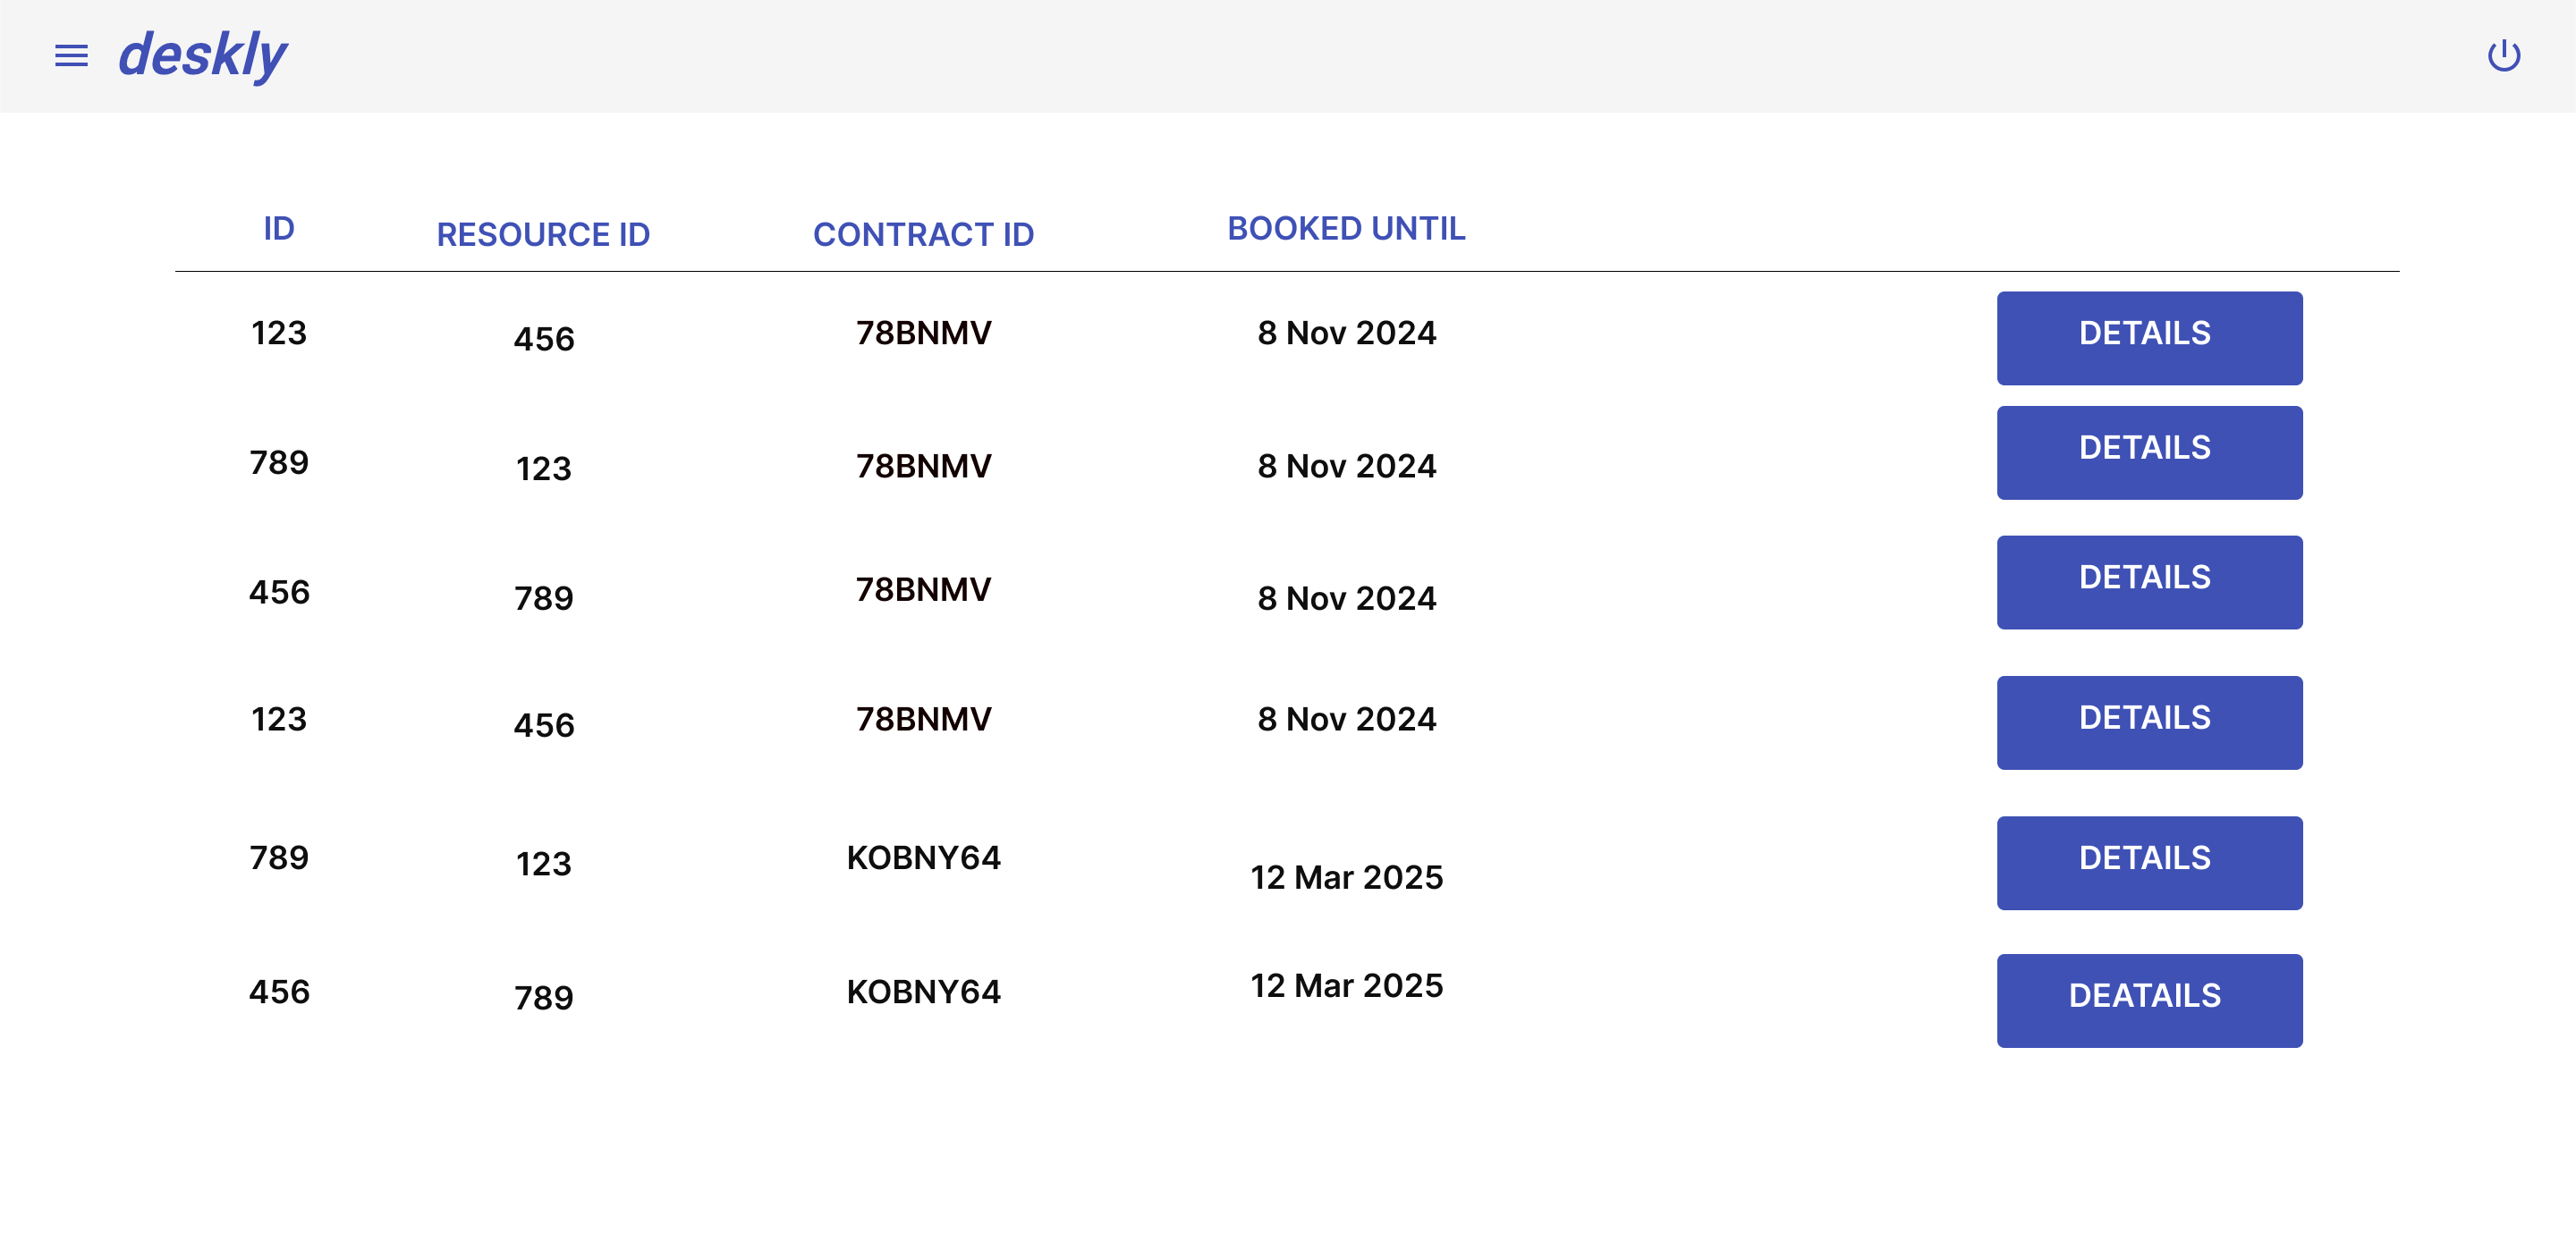 deskly
ID RESOURCE ID CONTRACT ID BOOKED UNTIL
123 456 78BNMV 8 Nov 2024 DETAILS
789 123 78BNMV 8 Nov 2024 DETAILS
456 789 78BNMV 8 Nov 2024 DETAILS
123 456 78BNMV 8 Nov 2024 DETAILS
789 123 KOBNY64 12 Mar 2025 DETAILS
456 789 KOBNY64 12 Mar 2025 DEATAILS